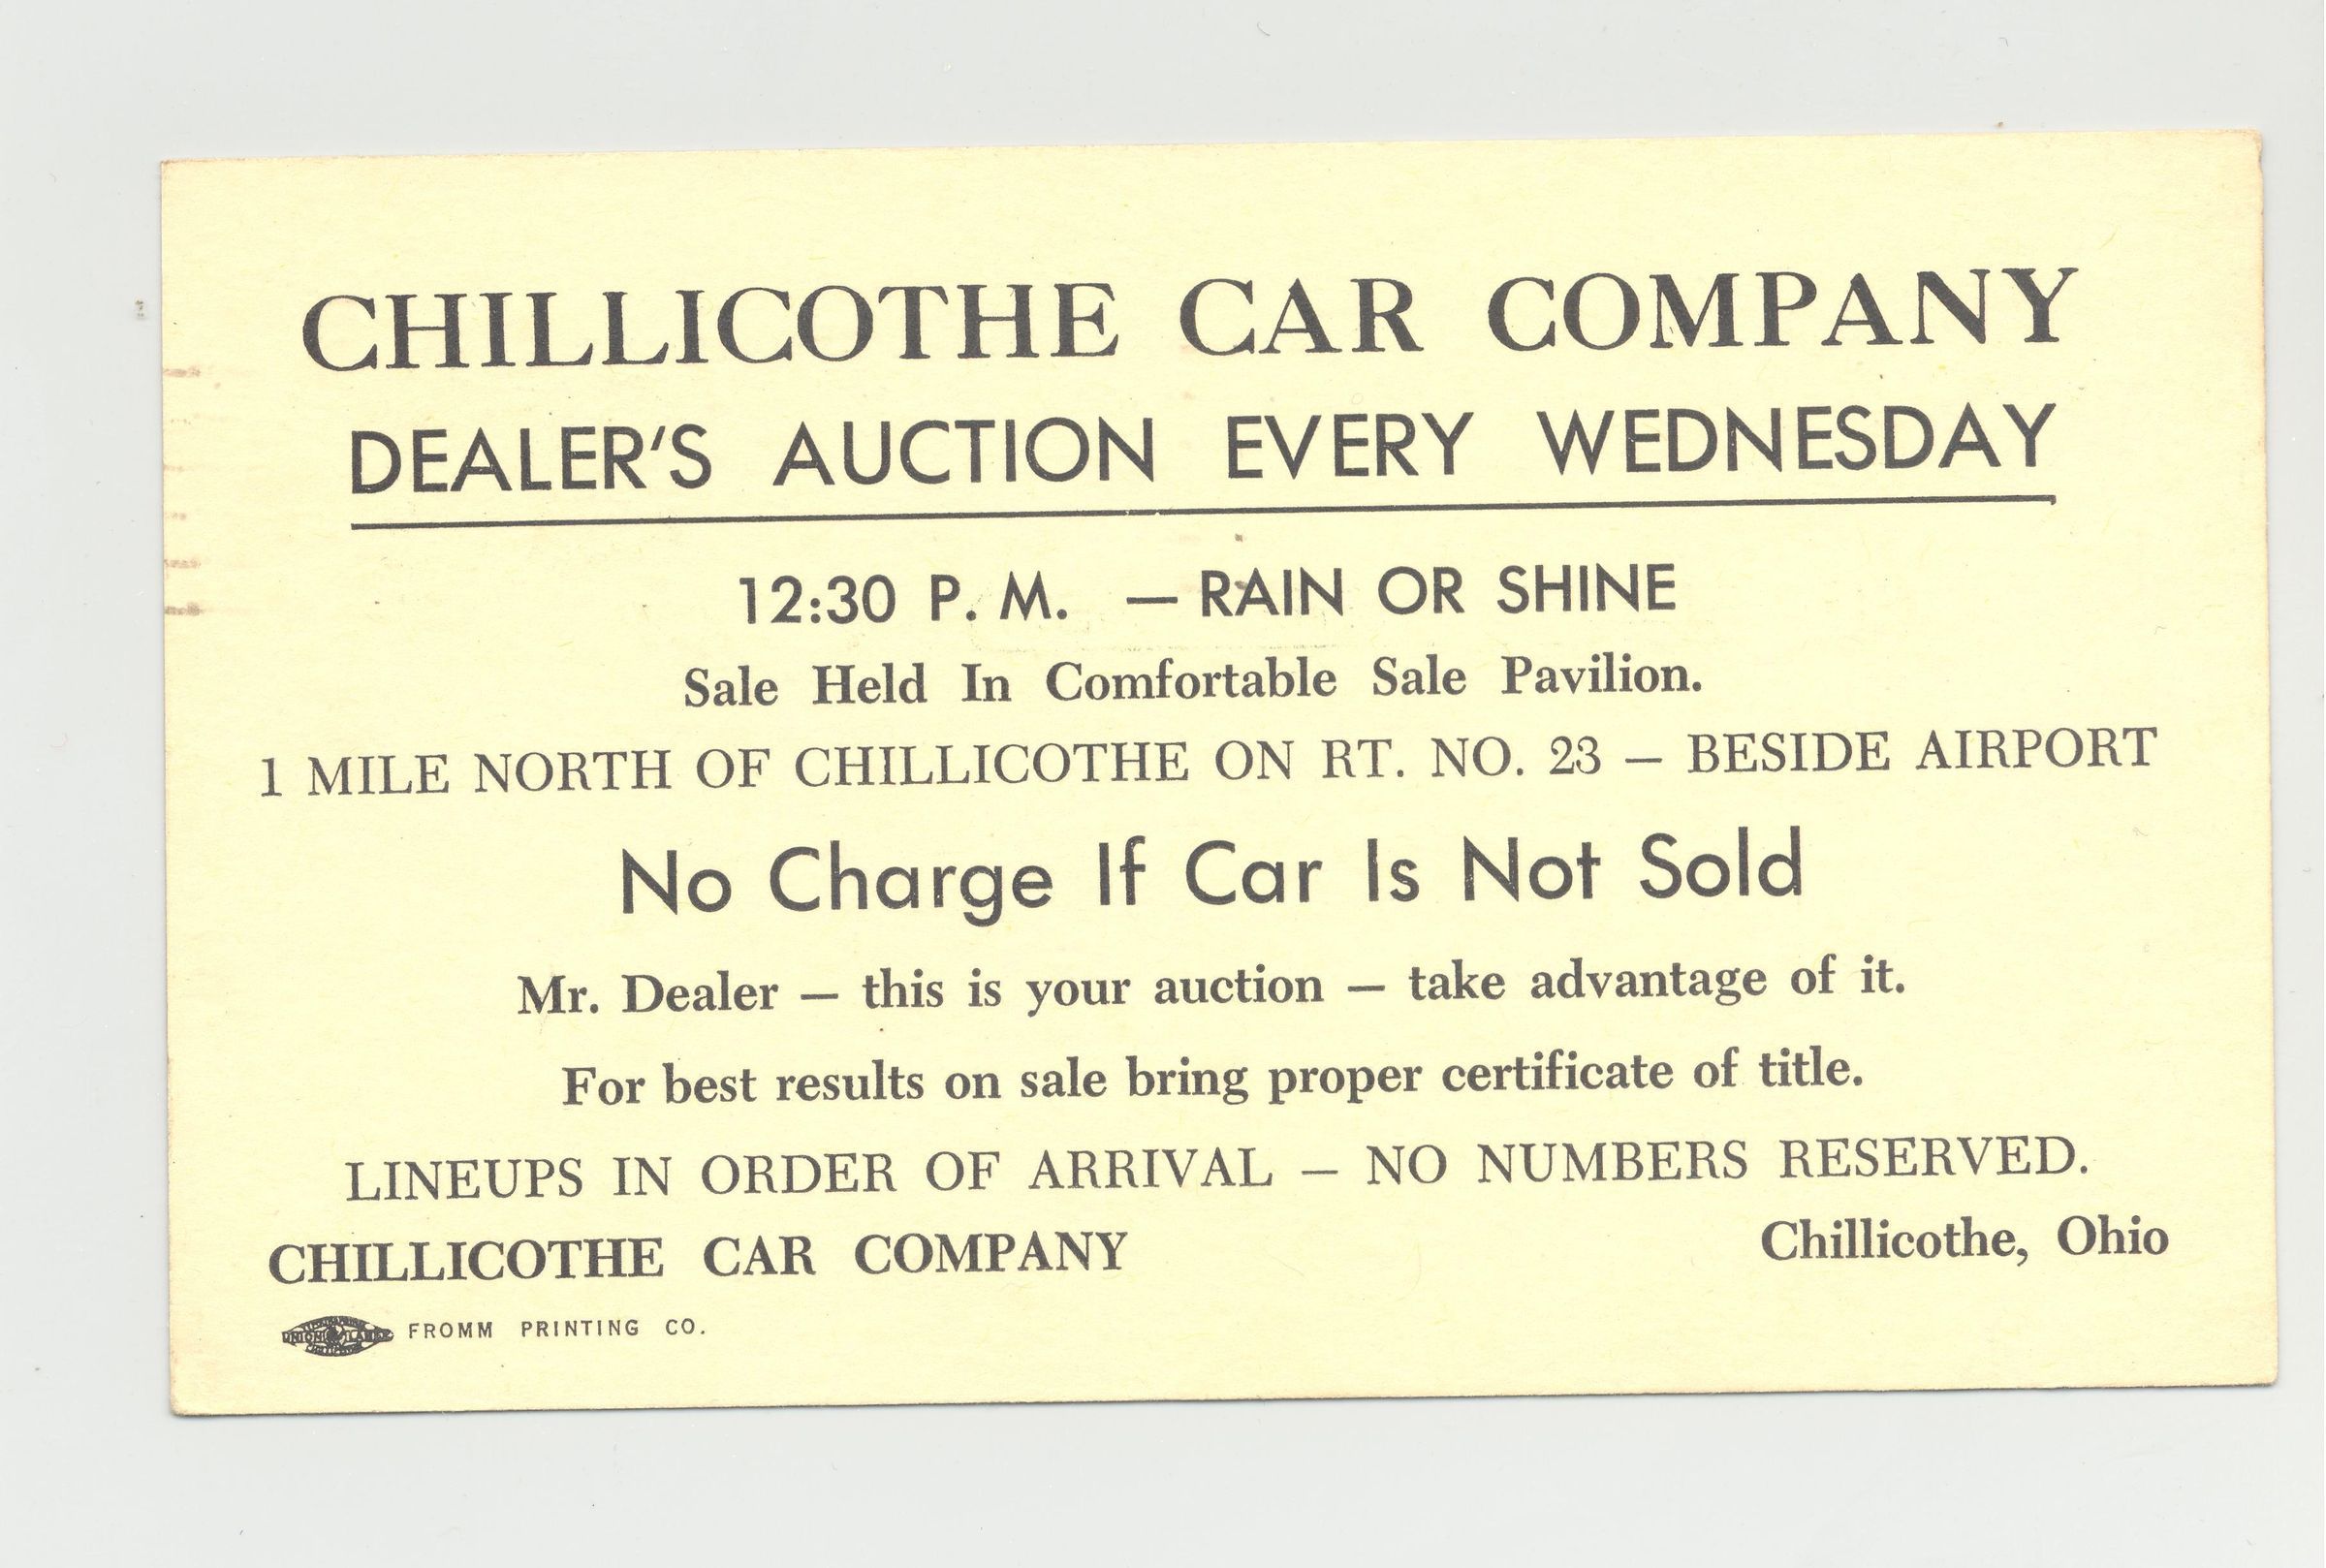 CHILLICOTHE CAR COMPANY
DEALER'S AUCTION EVERY WEDNESDAY
12:30 P. M. — RAIN OR SHINE
Sale Held In Comfortable Sale Pavilion.
1 MILE NORTH OF CHILLICOTHE ON RT. NO. 23 — BESIDE AIRPORT
No Charge If Car Is Not Sold
Mr. Dealer — this is your auction — take advantage of it.
For best results on sale bring proper certificate of title.
LINEUPS IN ORDER OF ARRIVAL — NO NUMBERS RESERVED.
CHILLICOTHE CAR COMPANY Chillicothe, Ohio
UNION LABEL FROMM PRINTING CO.